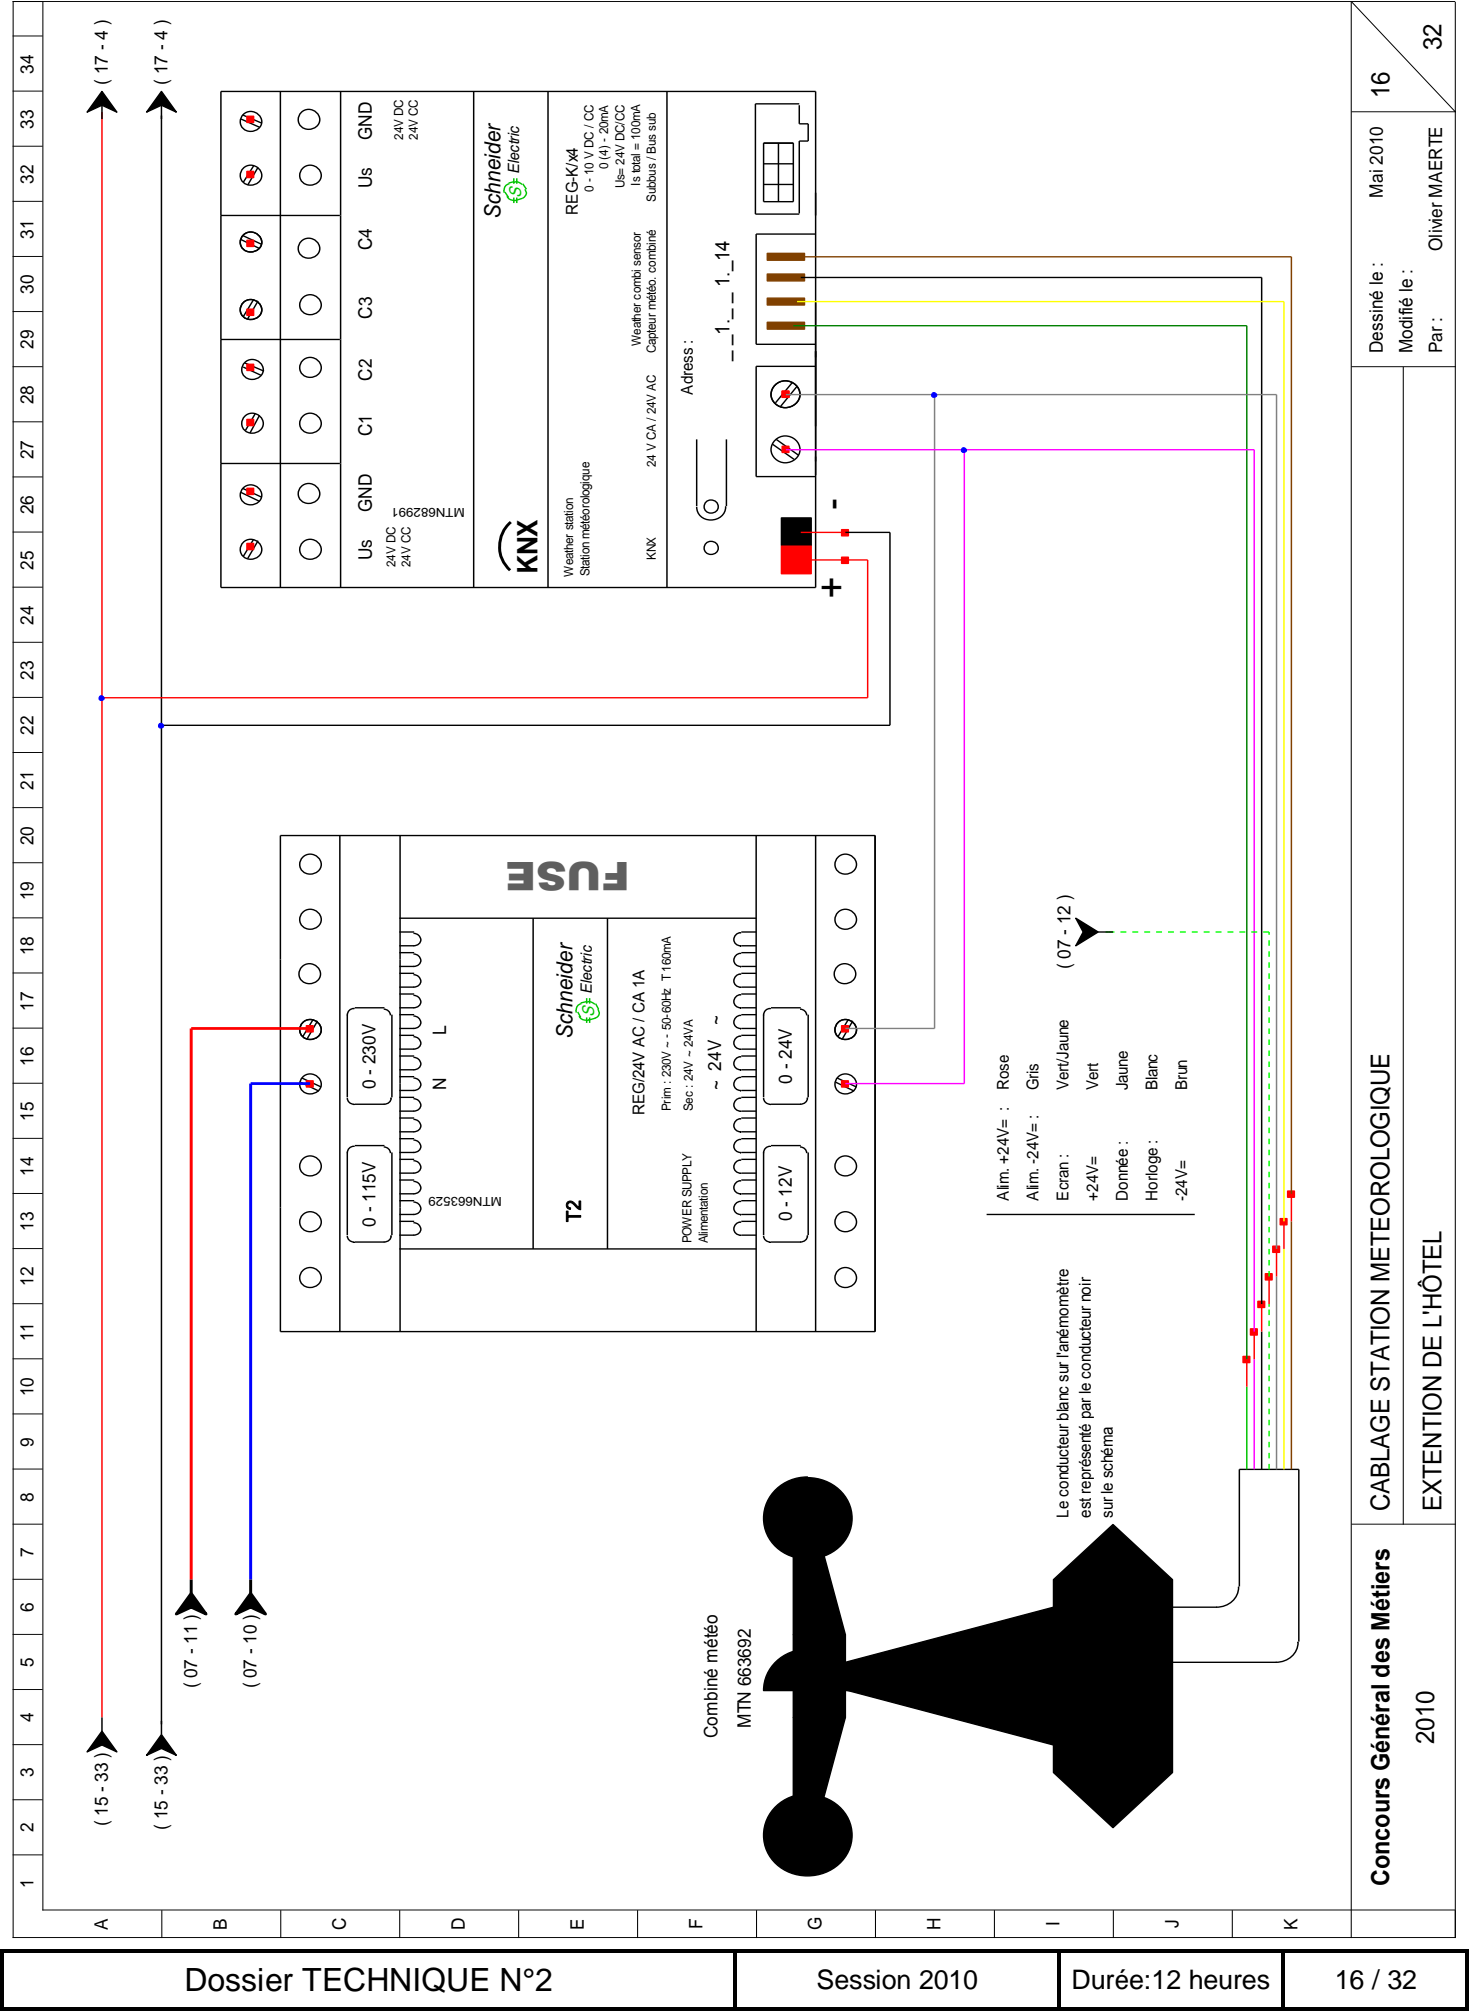 1 2 3 4 5 6 7 8 9 10 11 12 13 14 15 16 17 18 19 20 21 22 23 24 25 26 27 28 29 30 31 32 33 34
A
B
C
D
E
F
G
H
I
J
K
( 15 - 33 )
( 17 - 4 )
( 15 - 33 )
( 17 - 4 )
( 07 - 11 )
( 07 - 10 )
0 - 115V
0 - 230V
N
L
MTN663529
T2
Schneider
Electric
FUSE
REG/24V AC / CA 1A
Prim : 230V ~ - 50-60Hz T160mA
Sec : 24V ~ 24VA
~ 24V ~
POWER SUPPLY
Alimentation
0 - 12V
0 - 24V
Us
GND
C1
C2
C3
C4
Us
GND
24V DC
24V CC
24V DC
24V CC
MTN682991
KNX
Schneider
Electric
Weather station
Station météorologique
REG-K/x4
0 - 10 V DC / CC
0 (4) - 20mA
Us= 24V DC/CC
Is total = 100mA
Subbus / Bus sub
Weather combi sensor
Capteur météo. combiné
KNX
24 V CA / 24V AC
Adress :
_ _ 1 . _ _ 1 . _ 14
+
-
Combiné météo
MTN 663692
Le conducteur blanc sur l'anémomètre
est représenté par le conducteur noir
sur le schéma
Alim. +24V= : Rose
Alim. -24V= : Gris
Ecran : Vert/Jaune
+24V= Vert
Donnée : Jaune
Horloge : Blanc
-24V= Brun
( 07 - 12 )
Concours Général des Métiers
2010
CABLAGE STATION METEOROLOGIQUE
EXTENTION DE L'HÔTEL
Dessiné le : Mai 2010
Modifié le :
Par : Olivier MAERTE
16
32
Dossier TECHNIQUE N°2
Session 2010
Durée:12 heures
16 / 32